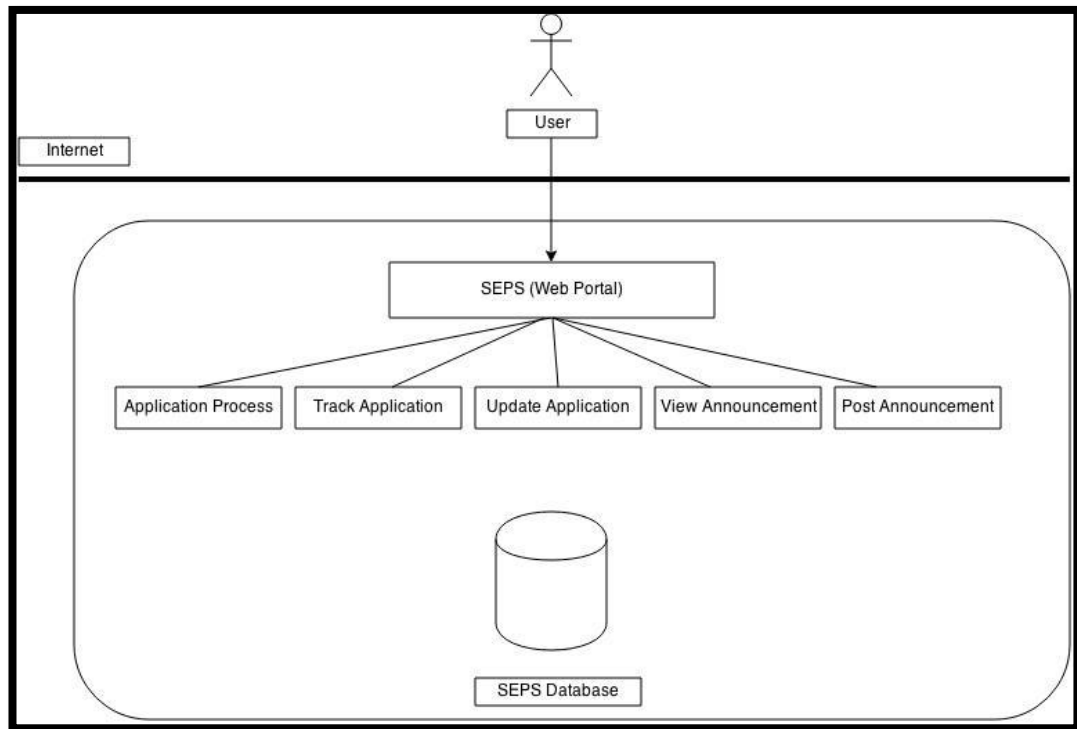 User
Internet
SEPS (Web Portal)
Application Process
Track Application
Update Application
View Announcement
Post Announcement
SEPS Database